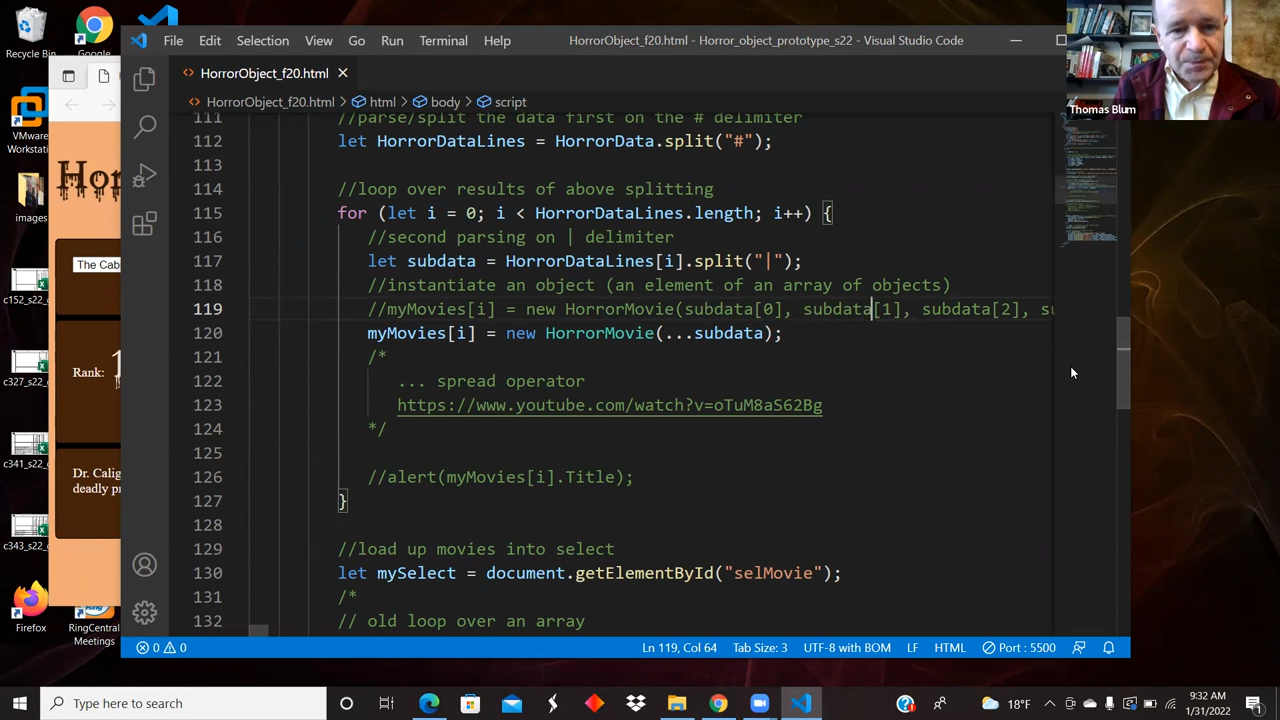 Recycle Bin
Google
VMware
Workstati...
images
c152_s22_
c327_s22_c
c341_s22_
c343_s22_c
Firefox
RingCentral
Meetings
Hor
The Cab
Rank: 1
Dr. Calig
deadly pr
File Edit Selection View Go Run Terminal Help
HorrorObject_f20.html - Horror_object_prototype_s22 - Visual Studio Code
HorrorObject_f20.html
HorrorObject_f20.html html body script
111 //parse/split the data first on the # delimiter
112 let HorrorDataLines = HorrorData.split("#");
113
114 //loop over results of above splitting
115 for (let i = 0; i < HorrorDataLines.length; i++) {
116 //second parsing on | delimiter
117 let subdata = HorrorDataLines[i].split("|");
118 //instantiate an object (an element of an array of objects)
119 //myMovies[i] = new HorrorMovie(subdata[0], subdata[1], subdata[2], su
120 myMovies[i] = new HorrorMovie(...subdata);
121 /*
122 ... spread operator
123 https://www.youtube.com/watch?v=oTuM8aS62Bg
124 */
125
126 //alert(myMovies[i].Title);
127 }
128
129 //load up movies into select
130 let mySelect = document.getElementById("selMovie");
131 /*
132 // old loop over an array
0 0
Ln 119, Col 64 Tab Size: 3 UTF-8 with BOM LF HTML Port : 5500
Thomas Blum
Type here to search
18°F
9:32 AM
1/31/2022